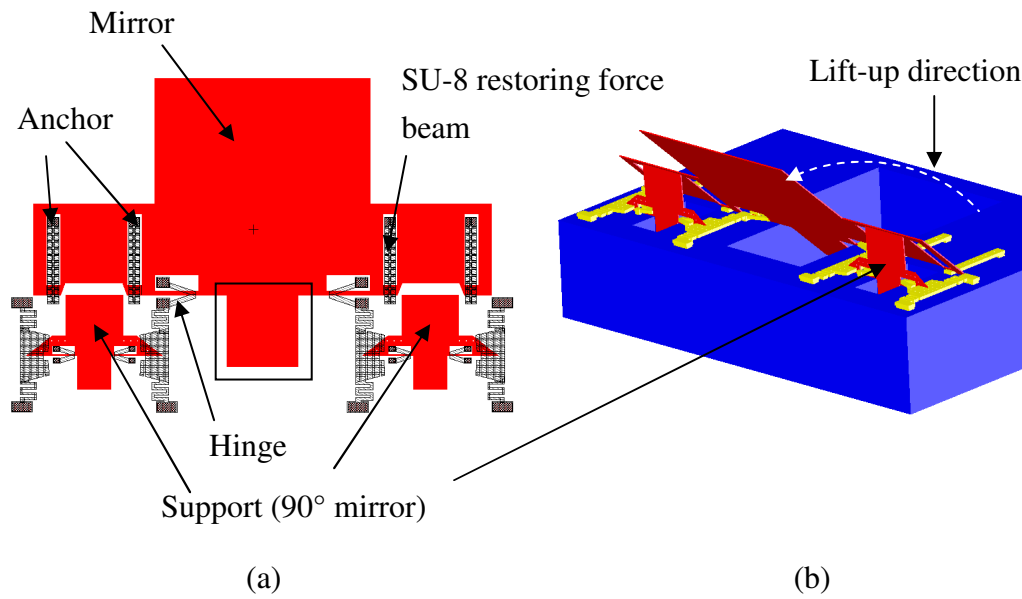 Mirror
SU-8 restoring force
beam
Anchor
Lift-up direction
Hinge
Support (90° mirror)
(a)
(b)